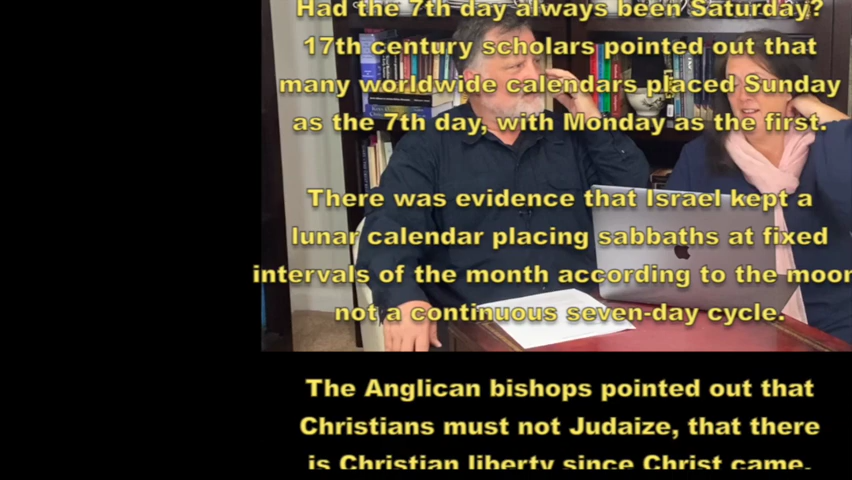 Had the 7th day always been Saturday?
17th century scholars pointed out that
many worldwide calendars placed Sunday
as the 7th day, with Monday as the first.
There was evidence that Israel kept a
lunar calendar placing sabbaths at fixed
intervals of the month according to the moon
not a continuous seven-day cycle.
The Anglican bishops pointed out that
Christians must not Judaize, that there
is Christian liberty since Christ came.